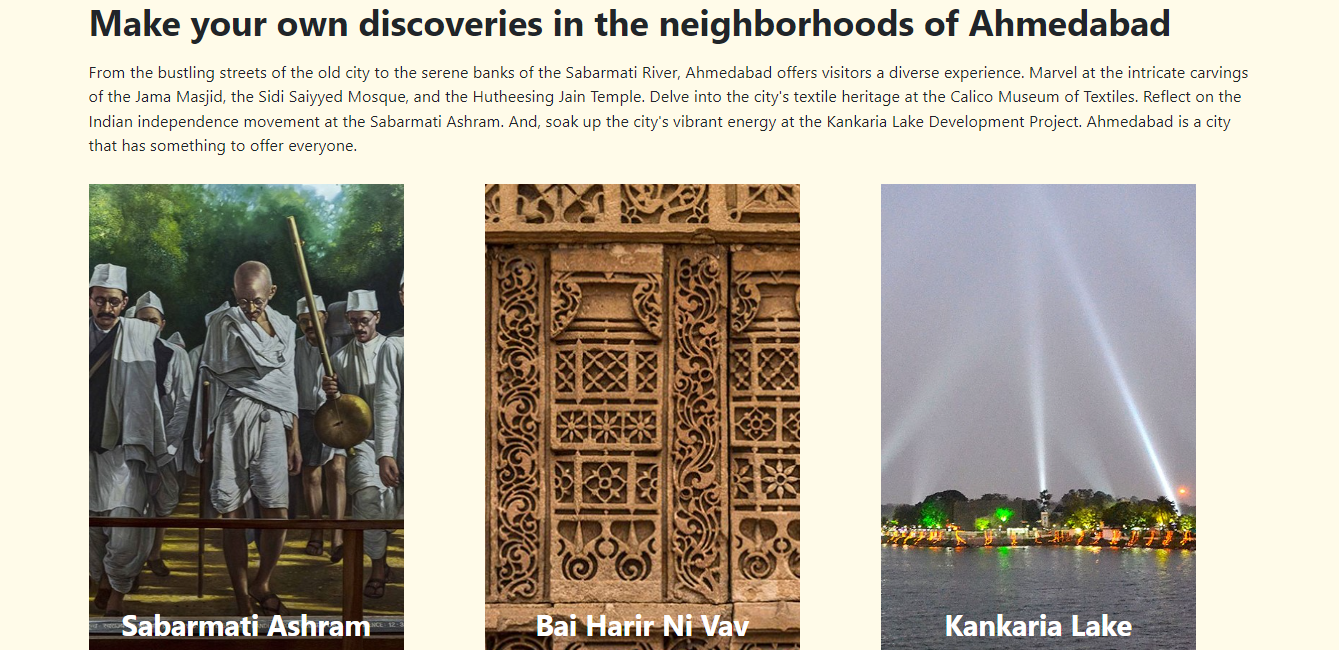 Make your own discoveries in the neighborhoods of Ahmedabad
From the bustling streets of the old city to the serene banks of the Sabarmati River, Ahmedabad offers visitors a diverse experience. Marvel at the intricate carvings
of the Jama Masjid, the Sidi Saiyyed Mosque, and the Hutheesing Jain Temple. Delve into the city's textile heritage at the Calico Museum of Textiles. Reflect on the
Indian independence movement at the Sabarmati Ashram. And, soak up the city's vibrant energy at the Kankaria Lake Development Project. Ahmedabad is a city
that has something to offer everyone.
Sabarmati Ashram
Bai Harir Ni Vav
Kankaria Lake